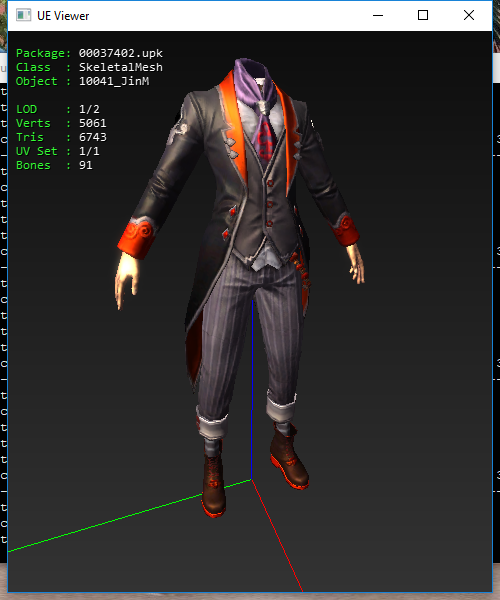 UE Viewer
Package: 00037402.upk
Class : SkeletalMesh
Object : 10041_JinM
LOD : 1/2
Verts : 5061
Tris : 6743
UV Set : 1/1
Bones : 91